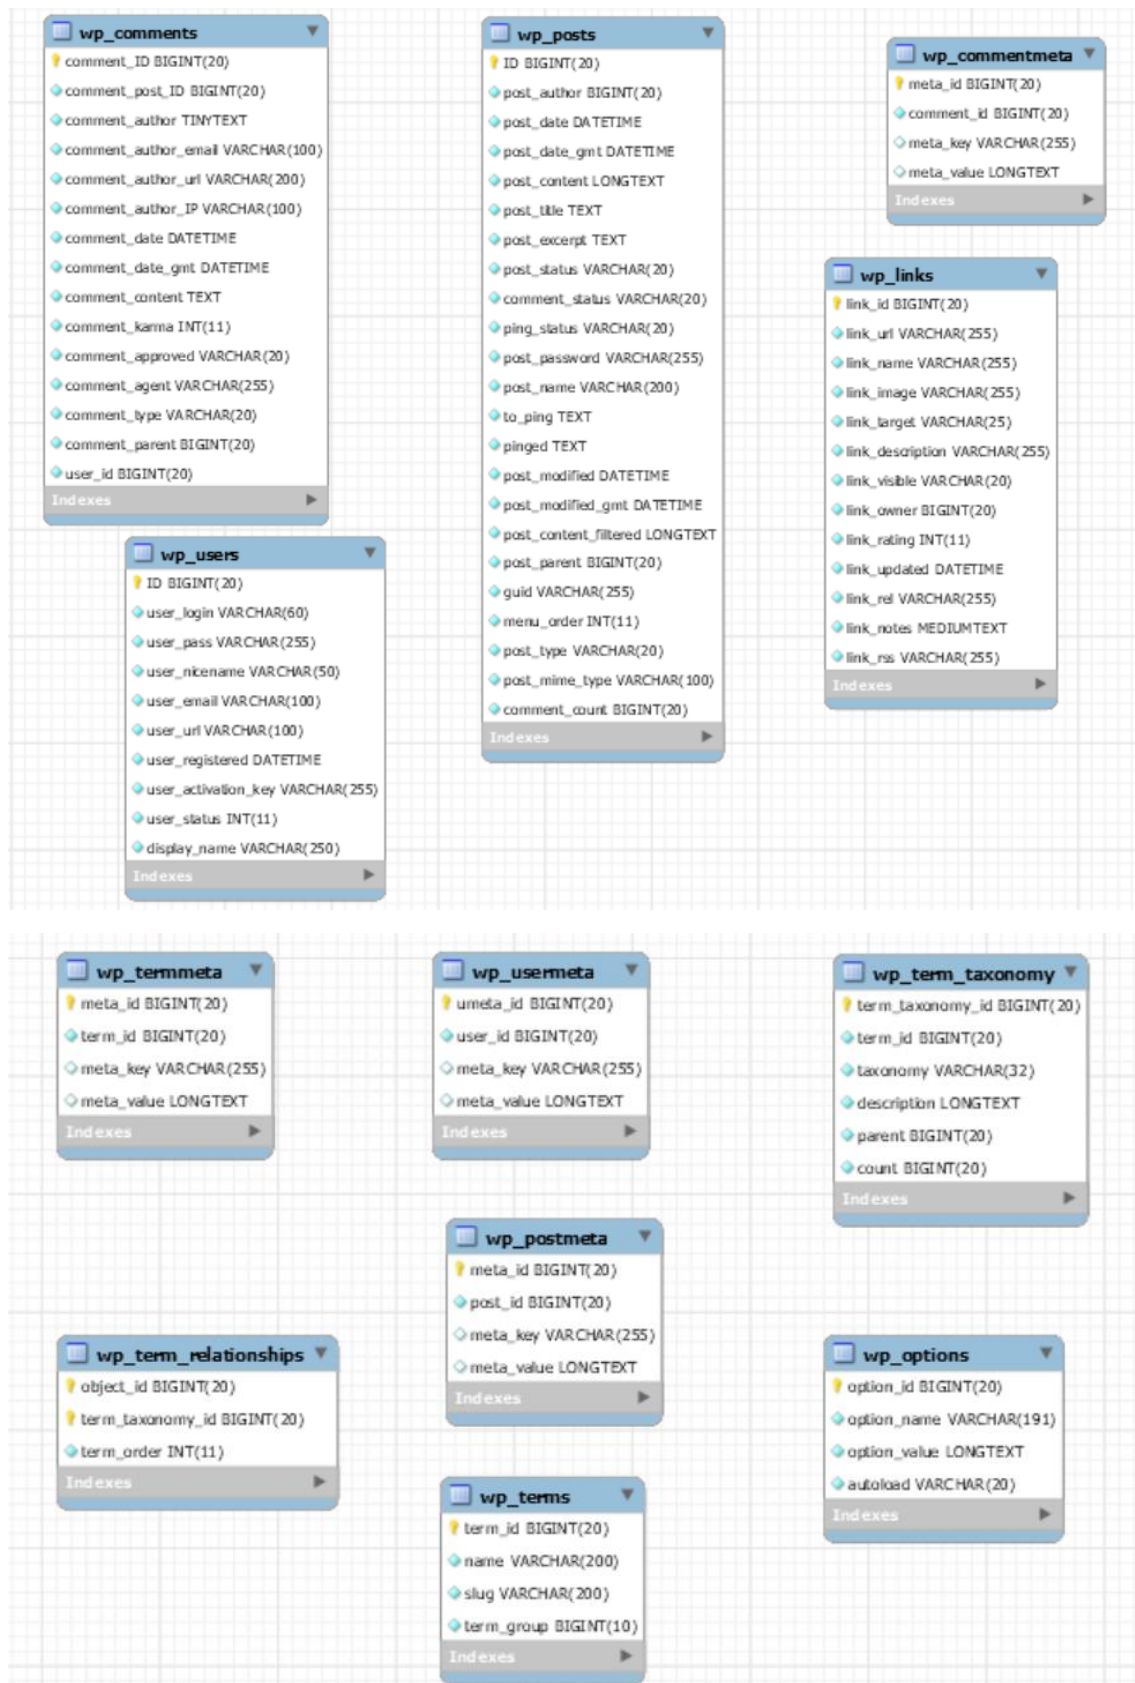 wp_comments
comment_ID BIGINT(20)
comment_post_ID BIGINT(20)
comment_author TINYTEXT
comment_author_email VARCHAR(100)
comment_author_url VARCHAR(200)
comment_author_IP VARCHAR(100)
comment_date DATETIME
comment_date_gmt DATETIME
comment_content TEXT
comment_karma INT(11)
comment_approved VARCHAR(20)
comment_agent VARCHAR(255)
comment_type VARCHAR(20)
comment_parent BIGINT(20)
user_id BIGINT(20)
Indexes
wp_users
ID BIGINT(20)
user_login VARCHAR(60)
user_pass VARCHAR(255)
user_nicename VARCHAR(50)
user_email VARCHAR(100)
user_url VARCHAR(100)
user_registered DATETIME
user_activation_key VARCHAR(255)
user_status INT(11)
display_name VARCHAR(250)
Indexes
wp_posts
ID BIGINT(20)
post_author BIGINT(20)
post_date DATETIME
post_date_gmt DATETIME
post_content LONGTEXT
post_title TEXT
post_excerpt TEXT
post_status VARCHAR(20)
comment_status VARCHAR(20)
ping_status VARCHAR(20)
post_password VARCHAR(255)
post_name VARCHAR(200)
to_ping TEXT
pinged TEXT
post_modified DATETIME
post_modified_gmt DATETIME
post_content_filtered LONGTEXT
post_parent BIGINT(20)
guid VARCHAR(255)
menu_order INT(11)
post_type VARCHAR(20)
post_mime_type VARCHAR(100)
comment_count BIGINT(20)
Indexes
wp_commentmeta
meta_id BIGINT(20)
comment_id BIGINT(20)
meta_key VARCHAR(255)
meta_value LONGTEXT
Indexes
wp_links
link_id BIGINT(20)
link_url VARCHAR(255)
link_name VARCHAR(255)
link_image VARCHAR(255)
link_target VARCHAR(25)
link_description VARCHAR(255)
link_visible VARCHAR(20)
link_owner BIGINT(20)
link_rating INT(11)
link_updated DATETIME
link_rel VARCHAR(255)
link_notes MEDIUMTEXT
link_rss VARCHAR(255)
Indexes
wp_termmeta
meta_id BIGINT(20)
term_id BIGINT(20)
meta_key VARCHAR(255)
meta_value LONGTEXT
Indexes
wp_usermeta
umeta_id BIGINT(20)
user_id BIGINT(20)
meta_key VARCHAR(255)
meta_value LONGTEXT
Indexes
wp_term_taxonomy
term_taxonomy_id BIGINT(20)
term_id BIGINT(20)
taxonomy VARCHAR(32)
description LONGTEXT
parent BIGINT(20)
count BIGINT(20)
Indexes
wp_postmeta
meta_id BIGINT(20)
post_id BIGINT(20)
meta_key VARCHAR(255)
meta_value LONGTEXT
Indexes
wp_term_relationships
object_id BIGINT(20)
term_taxonomy_id BIGINT(20)
term_order INT(11)
Indexes
wp_options
option_id BIGINT(20)
option_name VARCHAR(191)
option_value LONGTEXT
autoload VARCHAR(20)
Indexes
wp_terms
term_id BIGINT(20)
name VARCHAR(200)
slug VARCHAR(200)
term_group BIGINT(10)
Indexes